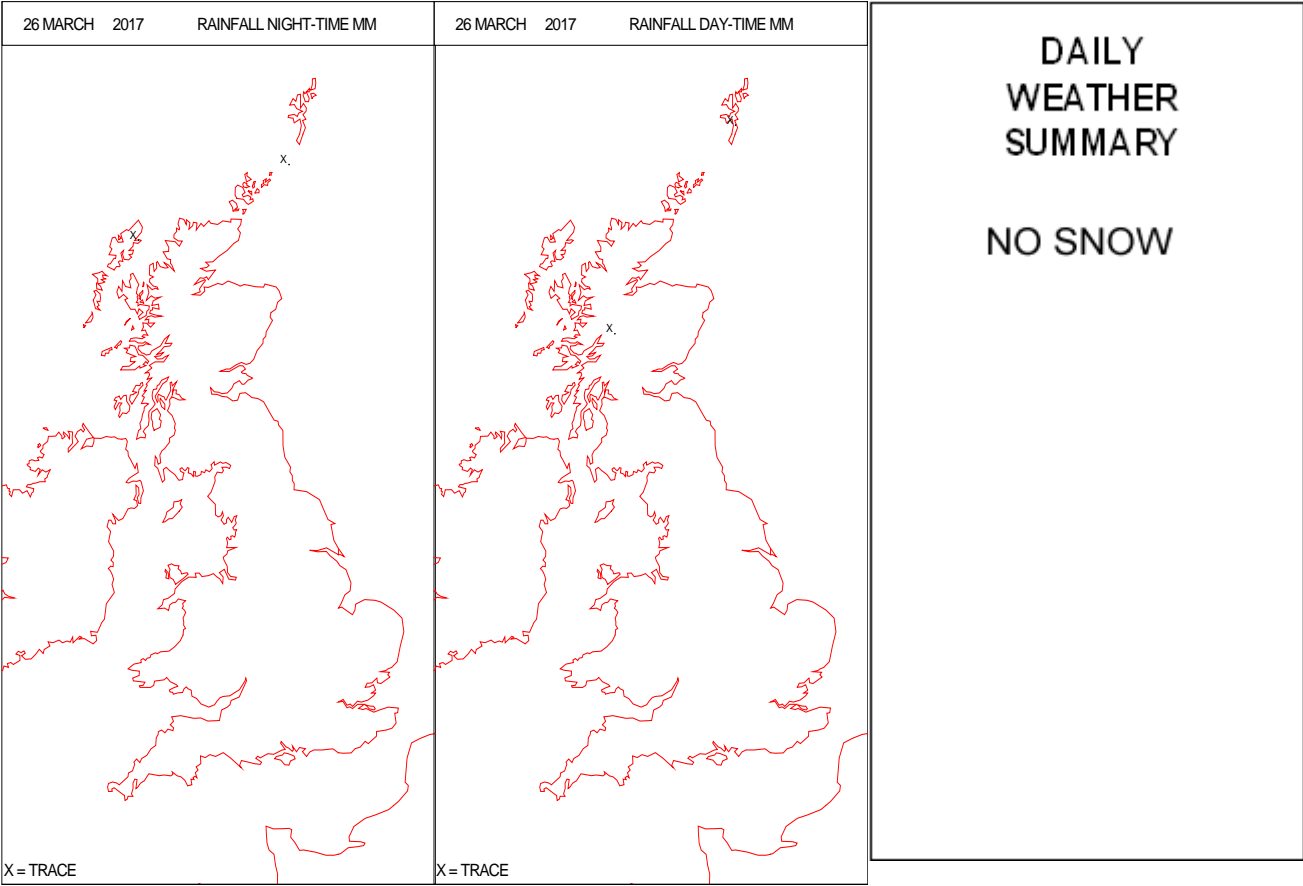 26 MARCH 2017 RAINFALL NIGHT-TIME MM
X.
X
X = TRACE
26 MARCH 2017 RAINFALL DAY-TIME MM
X.
X.
X = TRACE
DAILY
WEATHER
SUMMARY
NO SNOW